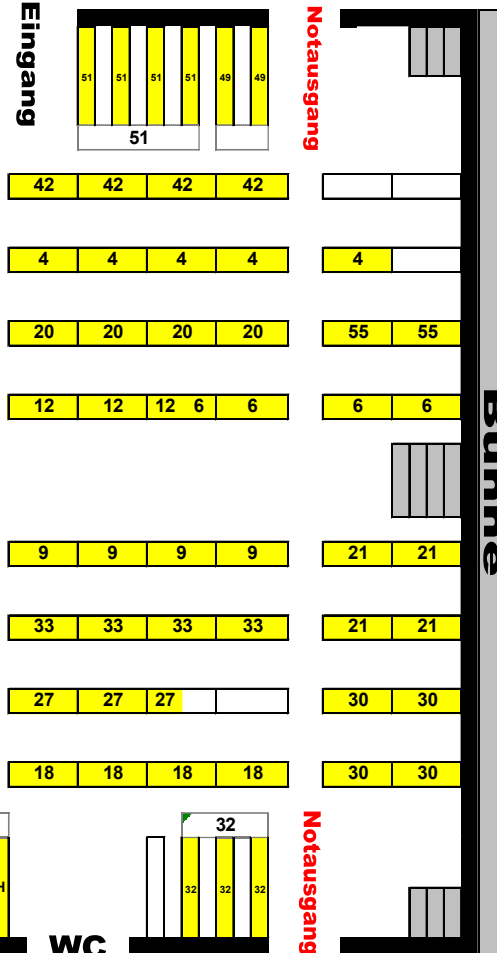 Eingang
Notausgang
51 51 51 51 49 49
51
42 42 42 42
4 4 4 4 4
20 20 20 20 55 55
12 12 12 6 6 6 6
Bühne
9 9 9 9 21 21
33 33 33 33 21 21
27 27 27 30 30
18 18 18 18 30 30
32
Notausgang
32 32 32
WC